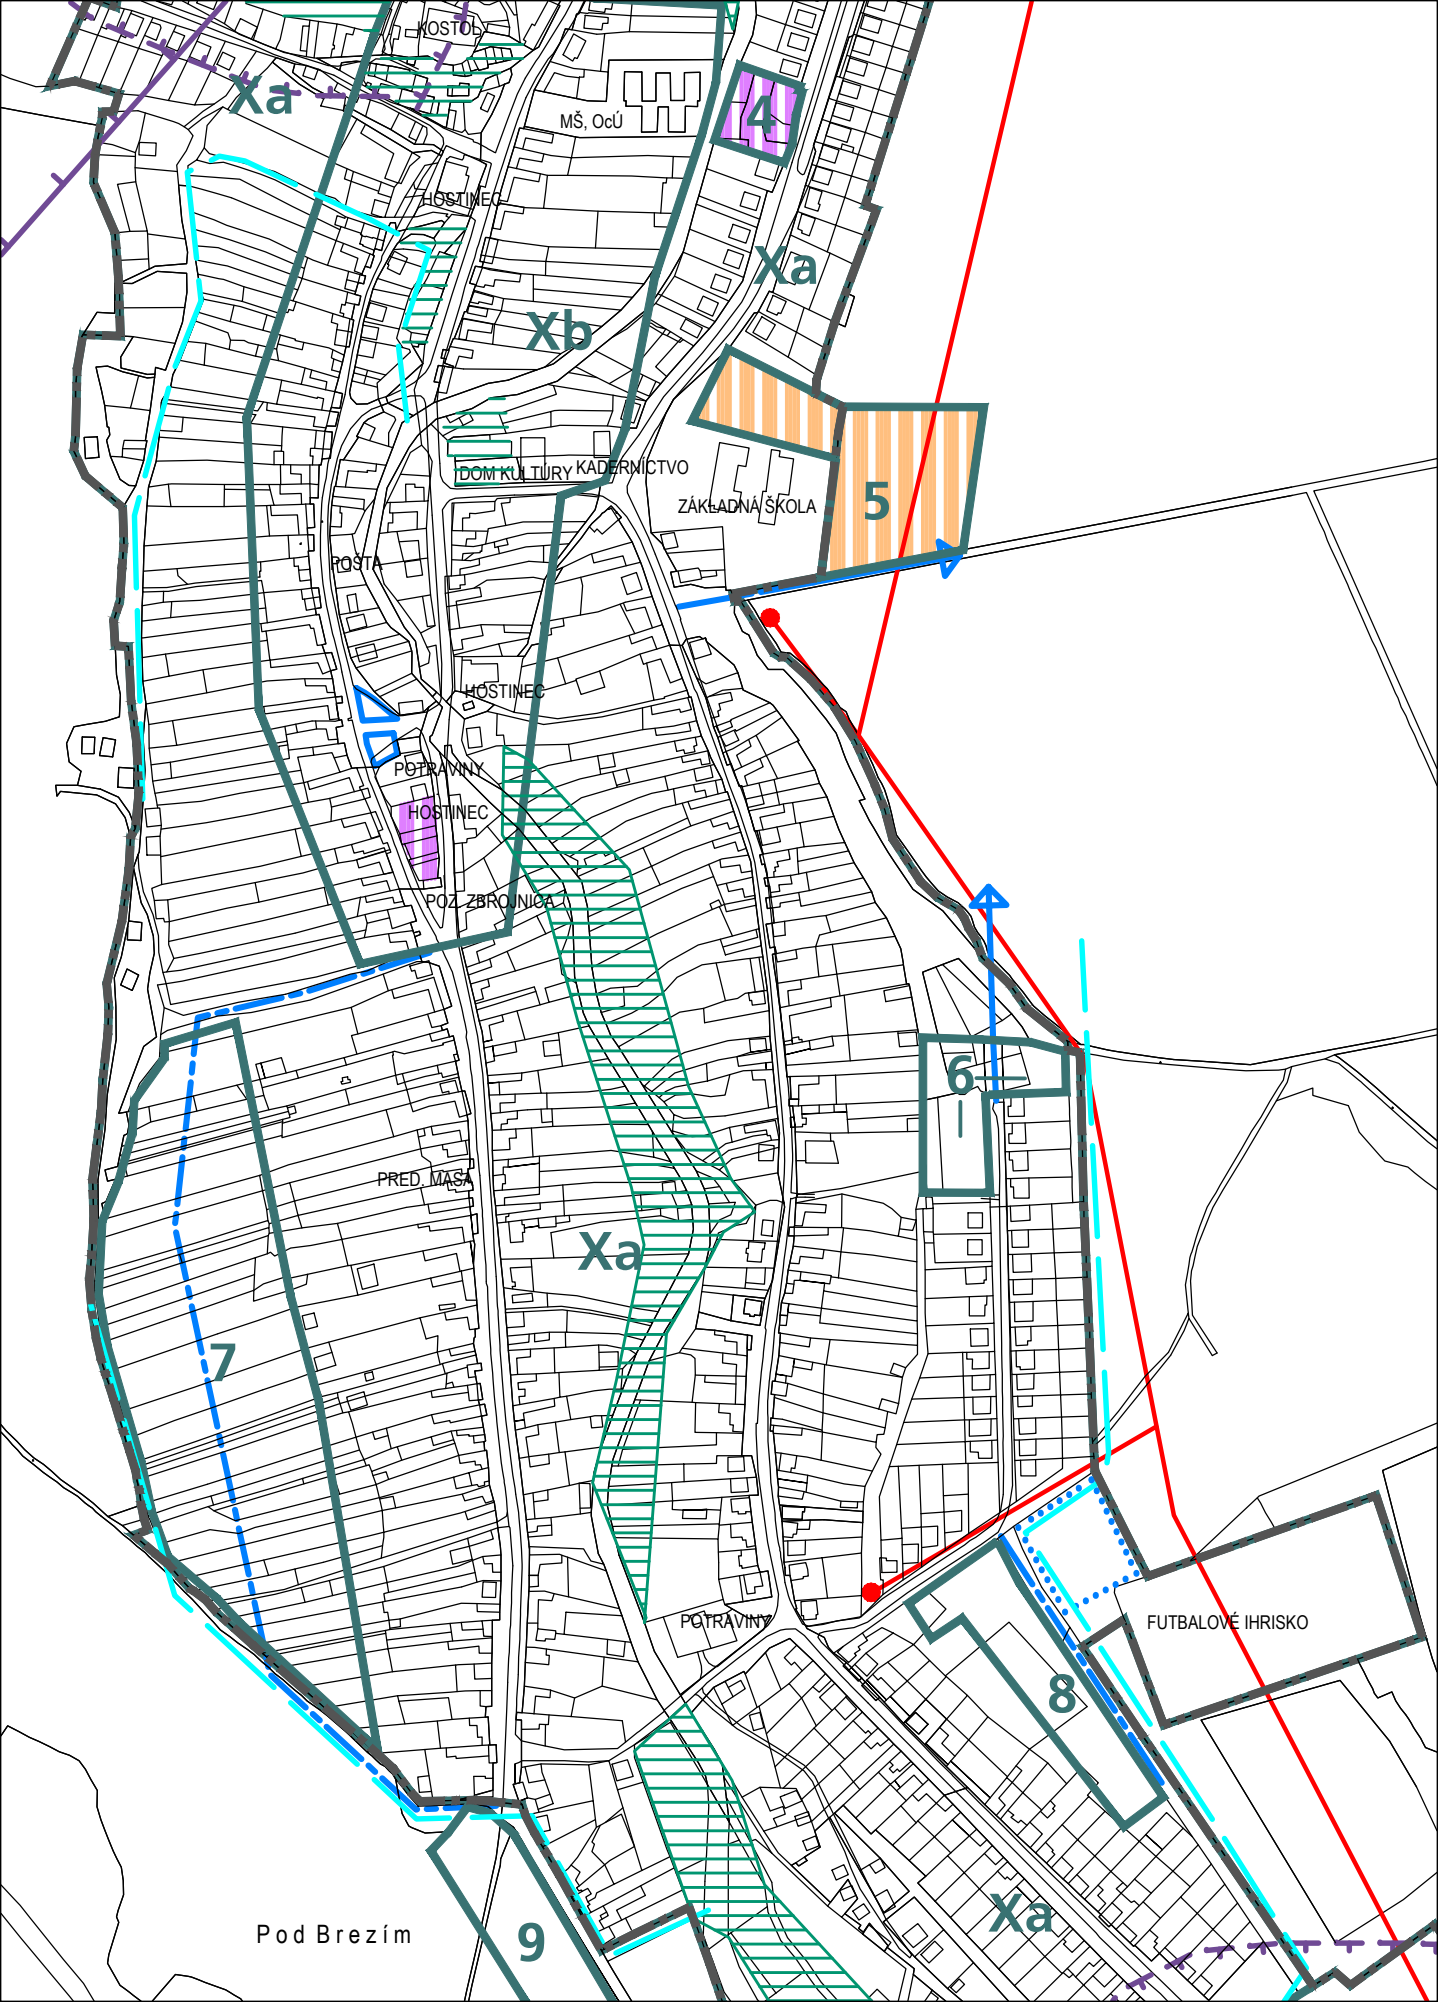 KOSTOL
Xa
4
MŠ, OcÚ
HOSTINEC
Xa
Xb
DOM KULTÚRY
KADERNÍCTVO
ZÁKLADNÁ ŠKOLA
5
POŠTA
HOSTINEC
POTRAVINY
HOSTINEC
POŽ. ZBROJNICA
6
PRED. MÄSA
Xa
7
POTRAVINY
FUTBALOVÉ IHRISKO
8
Xa
Pod Brezím
9